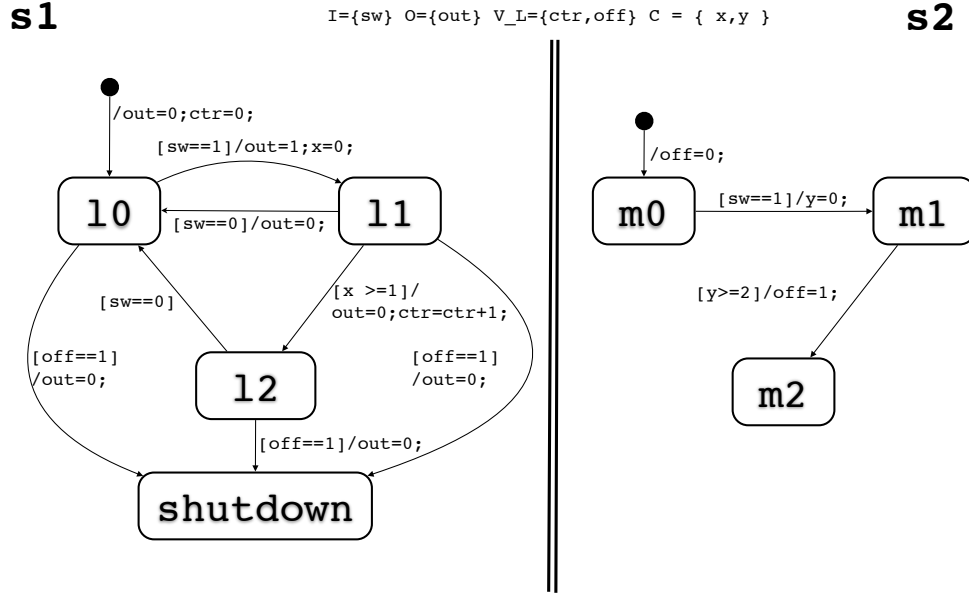 s1
I={sw} O={out} V_L={ctr,off} C = { x,y }
s2
/out=0;ctr=0;
[sw==1]/out=1;x=0;
l0
l1
[sw==0]/out=0;
[sw==0]
[x >=1]/
out=0;ctr=ctr+1;
[off==1]
/out=0;
[off==1]
/out=0;
l2
[off==1]/out=0;
shutdown
/off=0;
m0
[sw==1]/y=0;
m1
[y>=2]/off=1;
m2